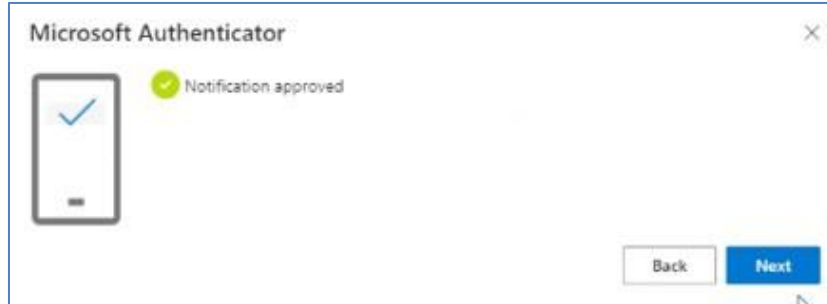 Microsoft Authenticator
Notification approved
Back
Next